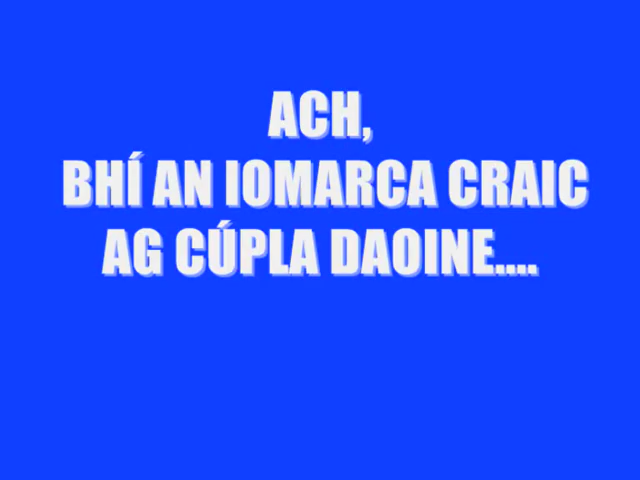 ACH,
BHÍ AN IOMARCA CRAIC
AG CÚPLA DAOINE....